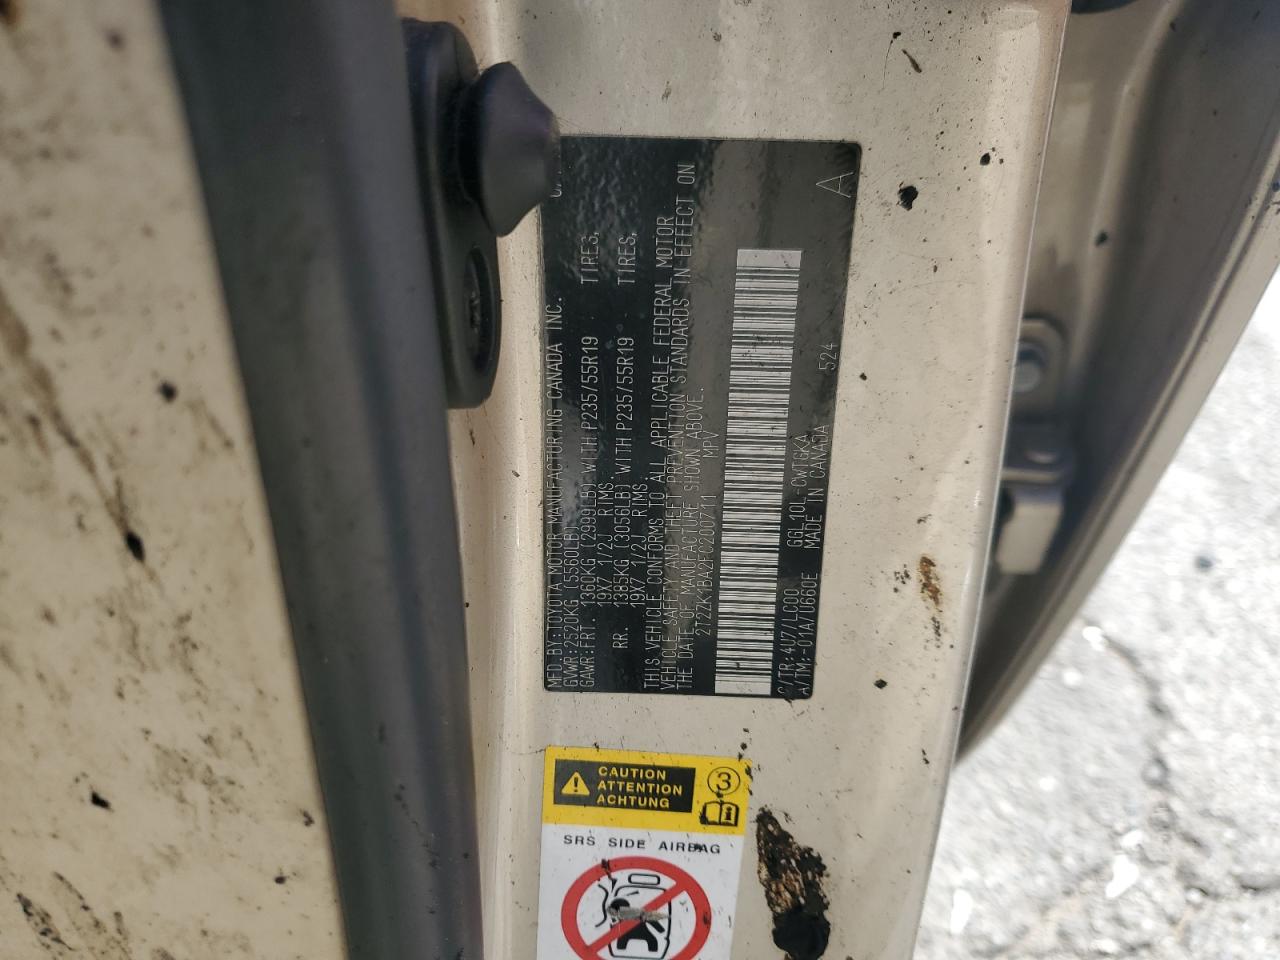 MFD.BY:TOYOTA MOTOR MANUFACTURING CANADA INC.
GVWR:2520KG (5560LB)
GAWR:FRT. 1360KG (2999LB) WITH P235/55R19 TIRES,
19X7 1/2J RIMS.
RR. 1385KG (3056LB) WITH P235/55R19 TIRES,
19X7 1/2J RIMS.
THIS VEHICLE CONFORMS TO ALL APPLICABLE FEDERAL MOTOR
VEHICLE SAFETY AND THEFT PREVENTION STANDARDS IN EFFECT ON
THE DATE OF MANUFACTURE SHOWN ABOVE.
2T2ZK1BA2FC200711 MPV
C/TR:4U7/LC00 GGL10L-CWTGKA 524 A
A/TM:-01A/U660E MADE IN CANADA
CAUTION
ATTENTION
ACHTUNG
3
SRS SIDE AIRBAG